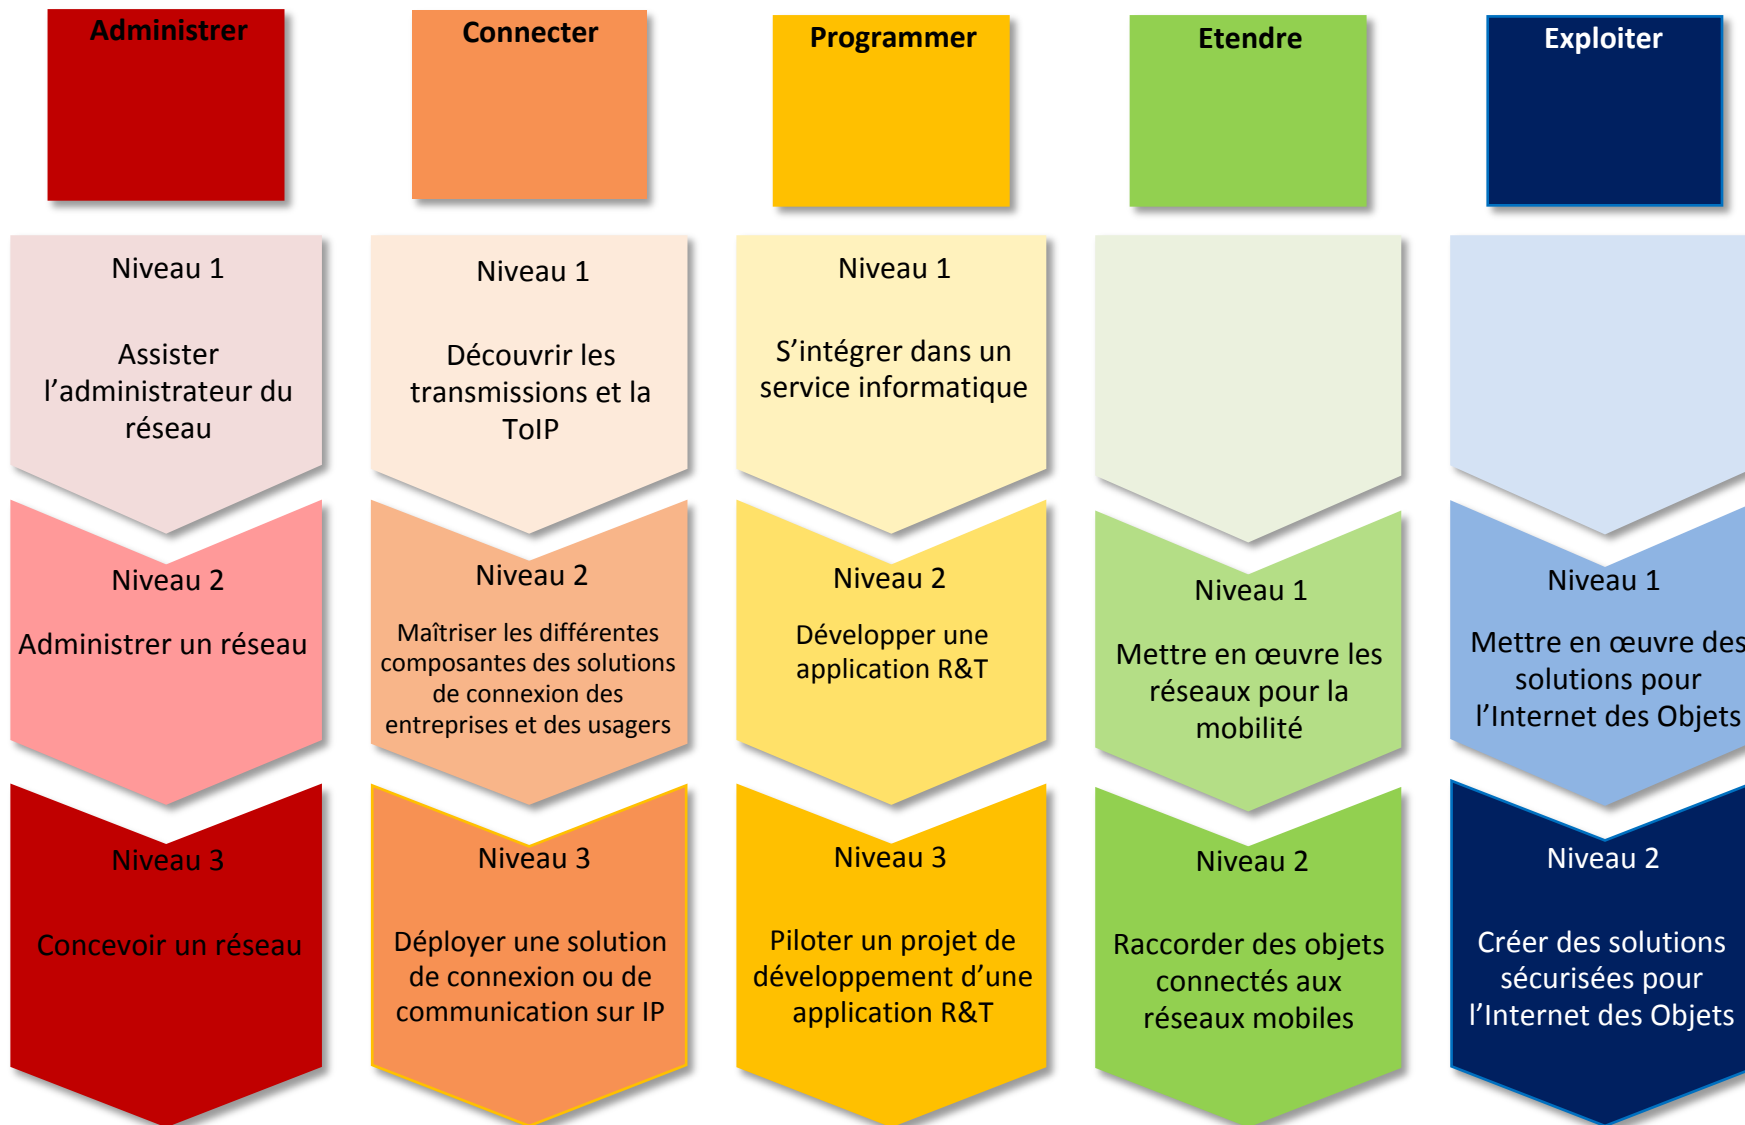 Administrer
Connecter
Programmer
Etendre
Exploiter
Niveau 1
Assister
l’administrateur du
réseau
Niveau 1
Découvrir les
transmissions et la
ToIP
Niveau 1
S’intégrer dans un
service informatique
Niveau 2
Administrer un réseau
Niveau 2
Maîtriser les différentes
composantes des solutions
de connexion des
entreprises et des usagers
Niveau 2
Développer une
application R&T
Niveau 1
Mettre en œuvre les
réseaux pour la
mobilité
Niveau 1
Mettre en œuvre des
solutions pour
l’Internet des Objets
Niveau 3
Concevoir un réseau
Niveau 3
Déployer une solution
de connexion ou de
communication sur IP
Niveau 3
Piloter un projet de
développement d’une
application R&T
Niveau 2
Raccorder des objets
connectés aux
réseaux mobiles
Niveau 2
Créer des solutions
sécurisées pour
l’Internet des Objets